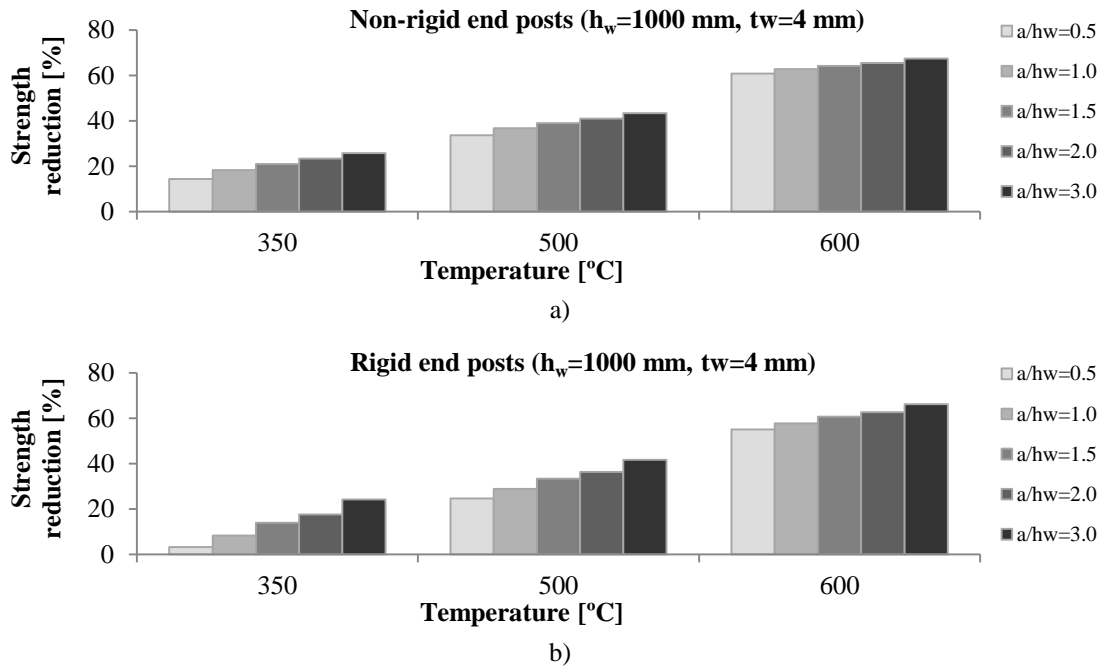 Non-rigid end posts (hw=1000 mm, tw=4 mm)
Strength
reduction [%]
80
60
40
20
0
350
500
600
Temperature [ºC]
a/hw=0.5
a/hw=1.0
a/hw=1.5
a/hw=2.0
a/hw=3.0
a)
Rigid end posts (hw=1000 mm, tw=4 mm)
Strength
reduction [%]
80
60
40
20
0
350
500
600
Temperature [ºC]
a/hw=0.5
a/hw=1.0
a/hw=1.5
a/hw=2.0
a/hw=3.0
b)